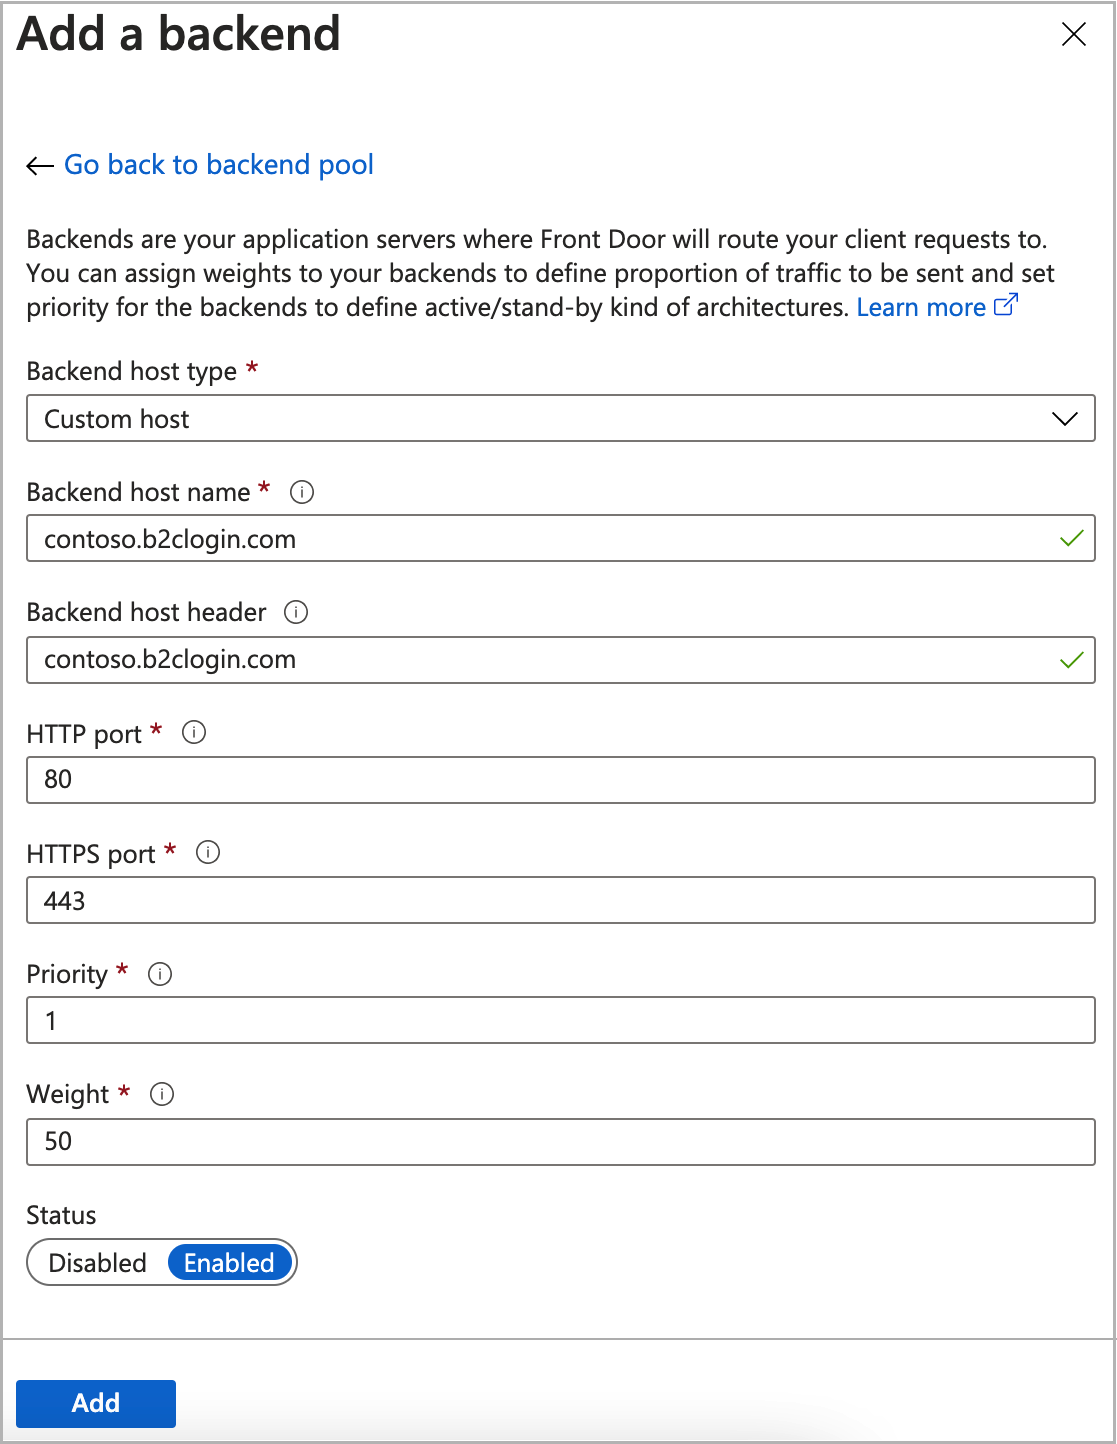 Add a backend
Go back to backend pool
Backends are your application servers where Front Door will route your client requests to.
You can assign weights to your backends to define proportion of traffic to be sent and set
priority for the backends to define active/stand-by kind of architectures. Learn more
Backend host type *
Custom host
Backend host name *
contoso.b2clogin.com
Backend host header
contoso.b2clogin.com
HTTP port *
80
HTTPS port *
443
Priority *
1
Weight *
50
Status
Disabled Enabled
Add